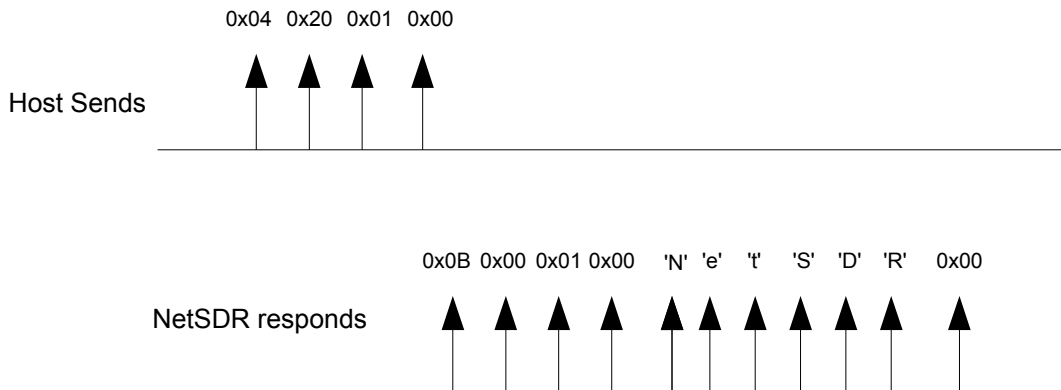 0x04 0x20 0x01 0x00
Host Sends
0x0B 0x00 0x01 0x00 'N' 'e' 't' 'S' 'D' 'R' 0x00
NetSDR responds